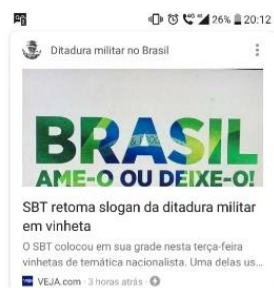 26% 20:12
Ditadura militar no Brasil
BRASIL
AME-O OU DEIXE-O!
SBT retoma slogan da ditadura militar
em vinheta
O SBT colocou em sua grade nesta terça-feira
vinhetas de temática nacionalista. Uma delas us...
VEJA.com · 3 horas atrás